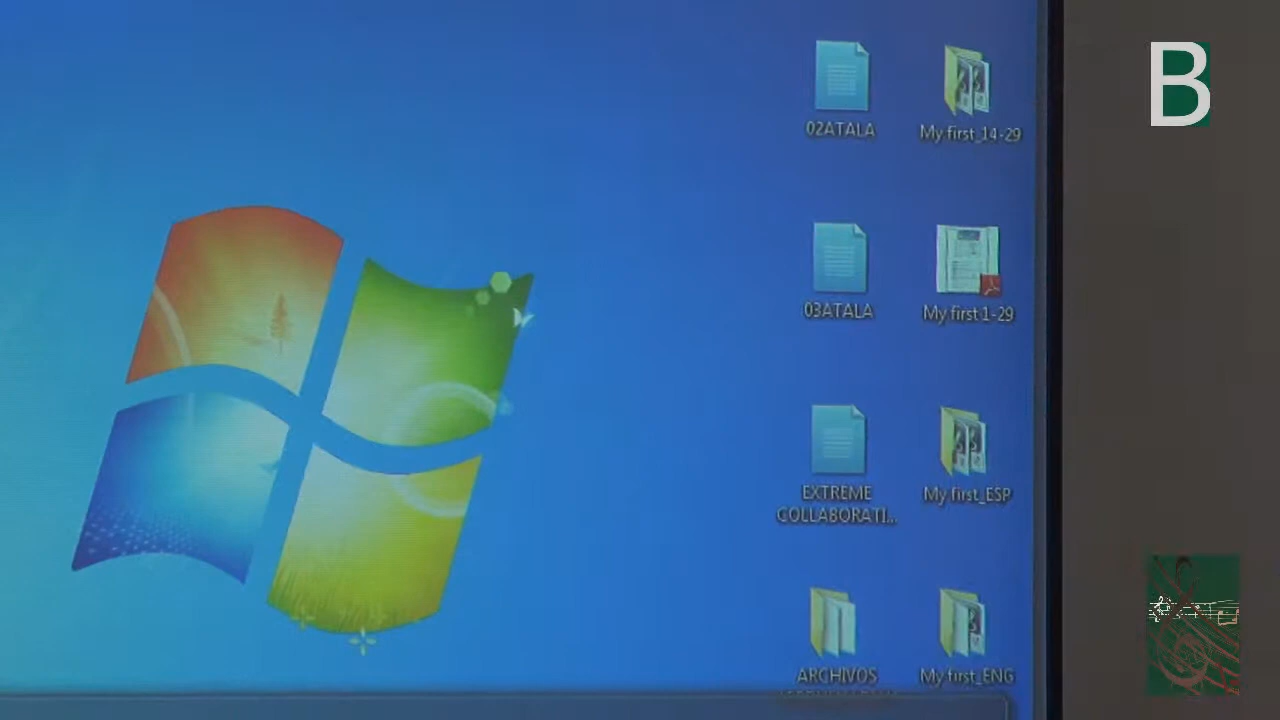 B
02ATALA
My first_14-29
03ATALA
My first 1-29
EXTREME
COLLABORATI...
My first_ESP
ARCHIVOS
My first_ENG